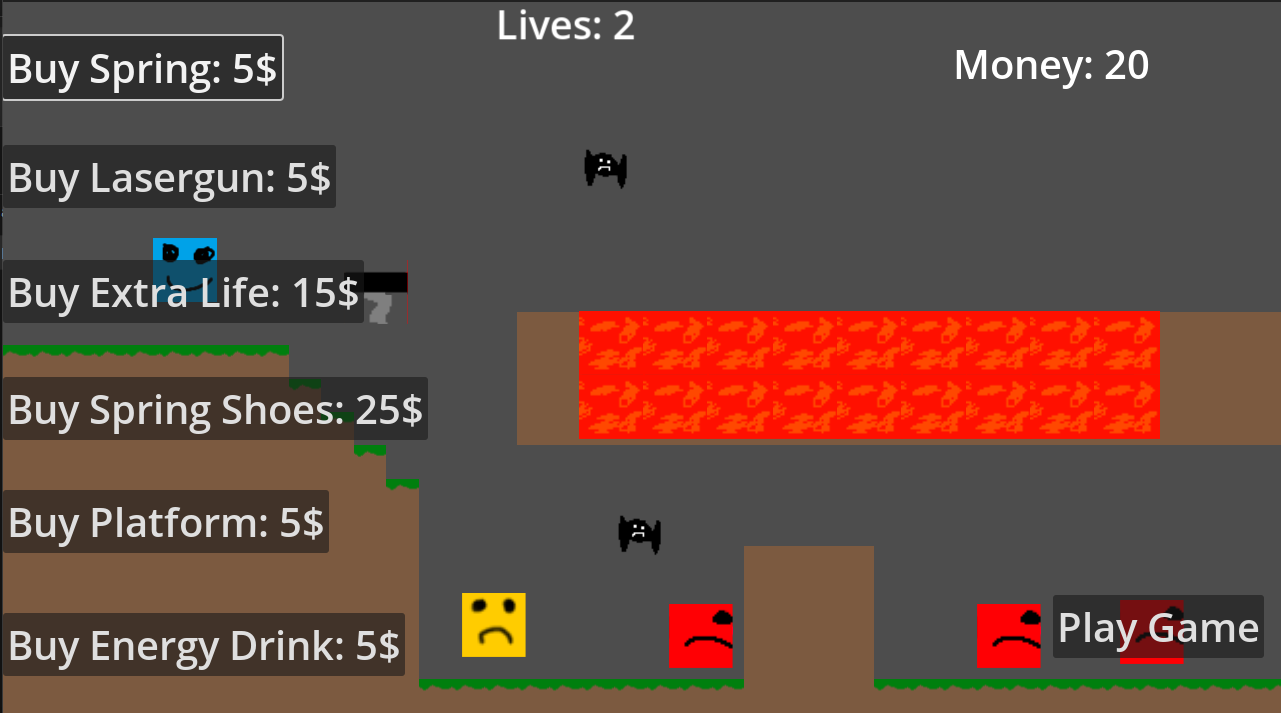 Lives: 2
Buy Spring: 5$
Money: 20
Buy Lasergun: 5$
Buy Extra Life: 15$
Buy Spring Shoes: 25$
Buy Platform: 5$
Play Game
Buy Energy Drink: 5$